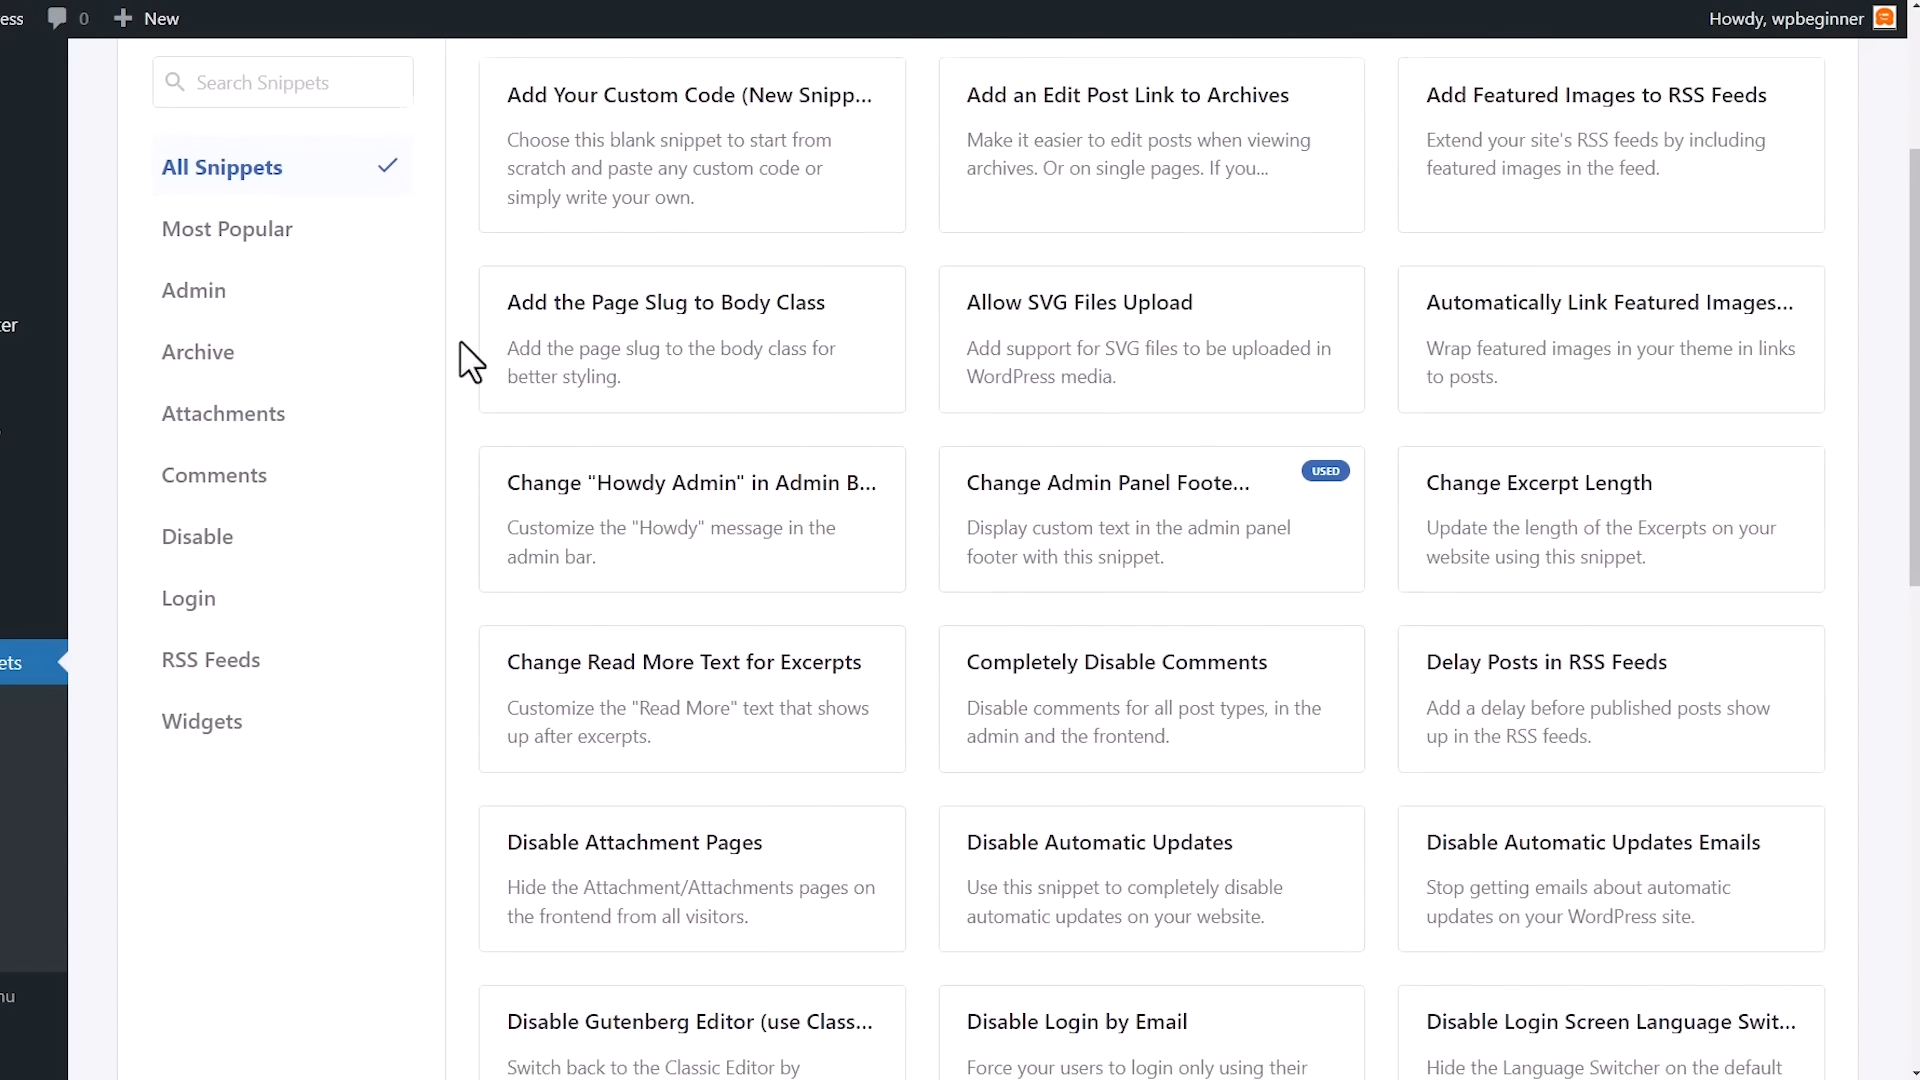 ess 0 New Howdy, wpbeginner
ter
ets
nu
Search Snippets
All Snippets
Most Popular
Admin
Archive
Attachments
Comments
Disable
Login
RSS Feeds
Widgets
Add Your Custom Code (New Snipp...
Choose this blank snippet to start from
scratch and paste any custom code or
simply write your own.
Add an Edit Post Link to Archives
Make it easier to edit posts when viewing
archives. Or on single pages. If you...
Add Featured Images to RSS Feeds
Extend your site's RSS feeds by including
featured images in the feed.
Add the Page Slug to Body Class
Add the page slug to the body class for
better styling.
Allow SVG Files Upload
Add support for SVG files to be uploaded in
WordPress media.
Automatically Link Featured Images...
Wrap featured images in your theme in links
to posts.
Change "Howdy Admin" in Admin B...
Customize the "Howdy" message in the
admin bar.
Change Admin Panel Foote...
USED
Display custom text in the admin panel
footer with this snippet.
Change Excerpt Length
Update the length of the Excerpts on your
website using this snippet.
Change Read More Text for Excerpts
Customize the "Read More" text that shows
up after excerpts.
Completely Disable Comments
Disable comments for all post types, in the
admin and the frontend.
Delay Posts in RSS Feeds
Add a delay before published posts show
up in the RSS feeds.
Disable Attachment Pages
Hide the Attachment/Attachments pages on
the frontend from all visitors.
Disable Automatic Updates
Use this snippet to completely disable
automatic updates on your website.
Disable Automatic Updates Emails
Stop getting emails about automatic
updates on your WordPress site.
Disable Gutenberg Editor (use Class...
Switch back to the Classic Editor by
Disable Login by Email
Force your users to login only using their
Disable Login Screen Language Swit...
Hide the Language Switcher on the default